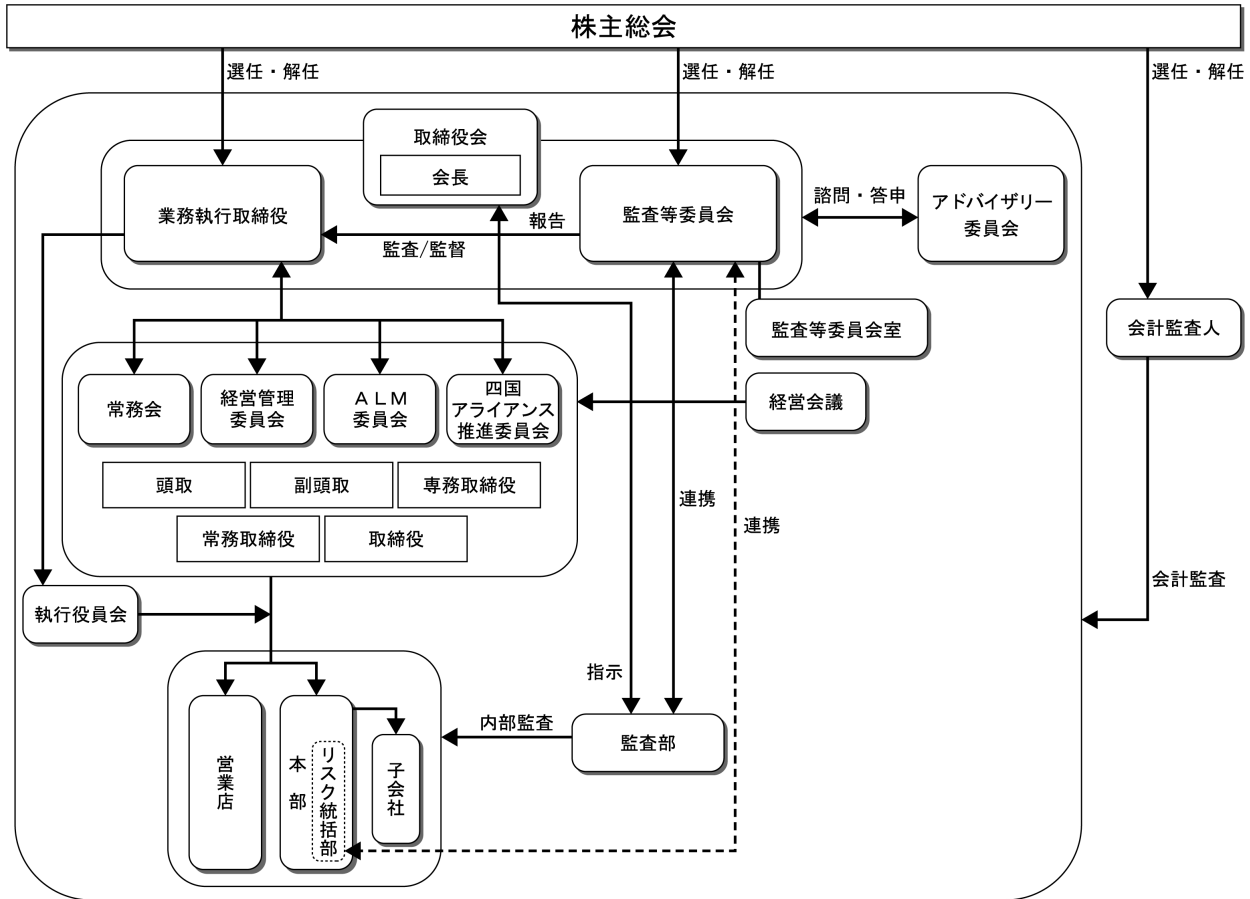 株主総会
選任・解任
選任・解任
選任・解任
取締役会
会長
業務執行取締役
監査等委員会
諮問・答申
アドバイザリー
委員会
報告
監査/監督
監査等委員会室
会計監査人
常務会
経営管理
委員会
ＡＬＭ
委員会
四国
アライアンス
推進委員会
経営会議
頭取
副頭取
専務取締役
常務取締役
取締役
連携
連携
執行役員会
会計監査
指示
内部監査
監査部
営業店
本部
リスク統括部
子会社